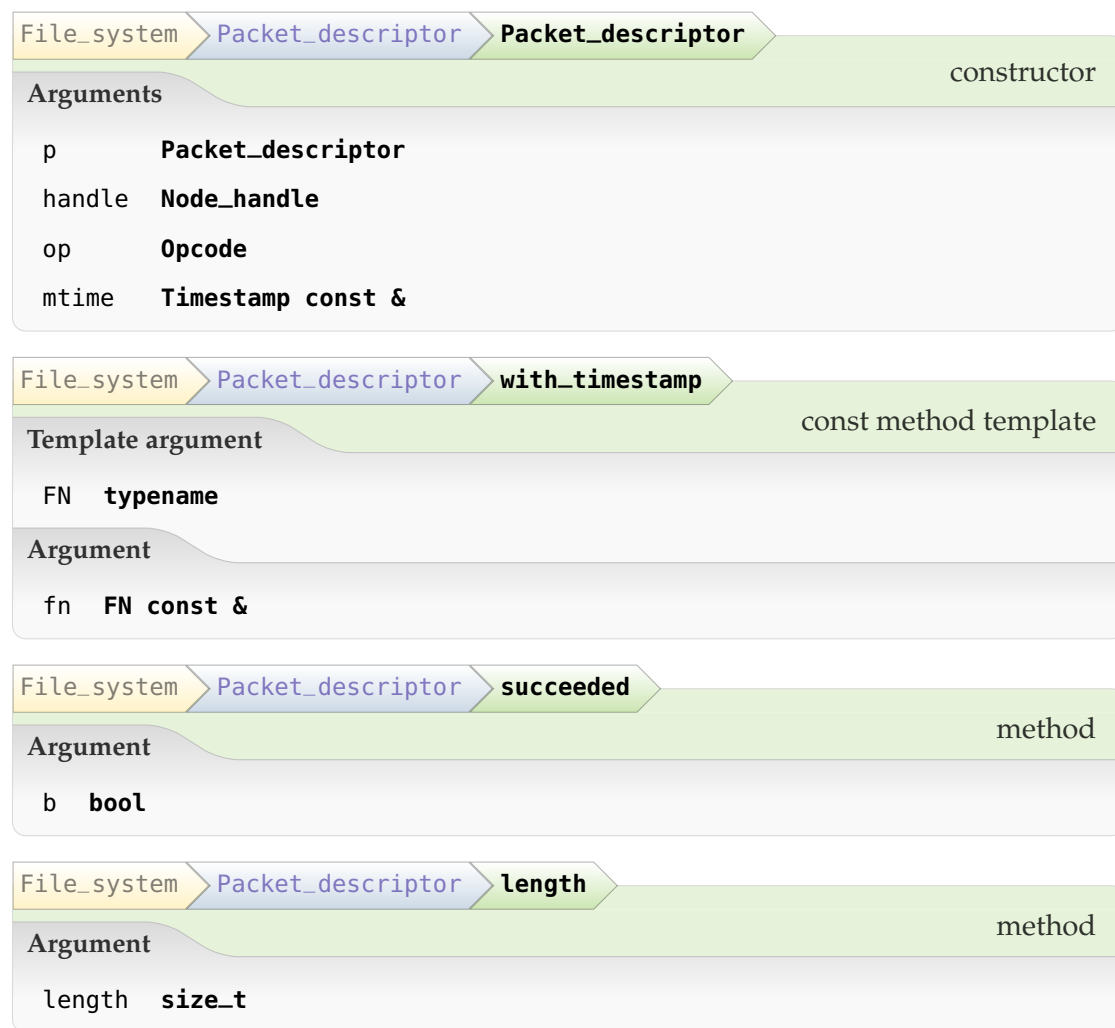 File_system Packet_descriptor Packet_descriptor
constructor
Arguments
p Packet_descriptor
handle Node_handle
op Opcode
mtime Timestamp const &
File_system Packet_descriptor with_timestamp
const method template
Template argument
FN typename
Argument
fn FN const &
File_system Packet_descriptor succeeded
method
Argument
b bool
File_system Packet_descriptor length
method
Argument
length size_t